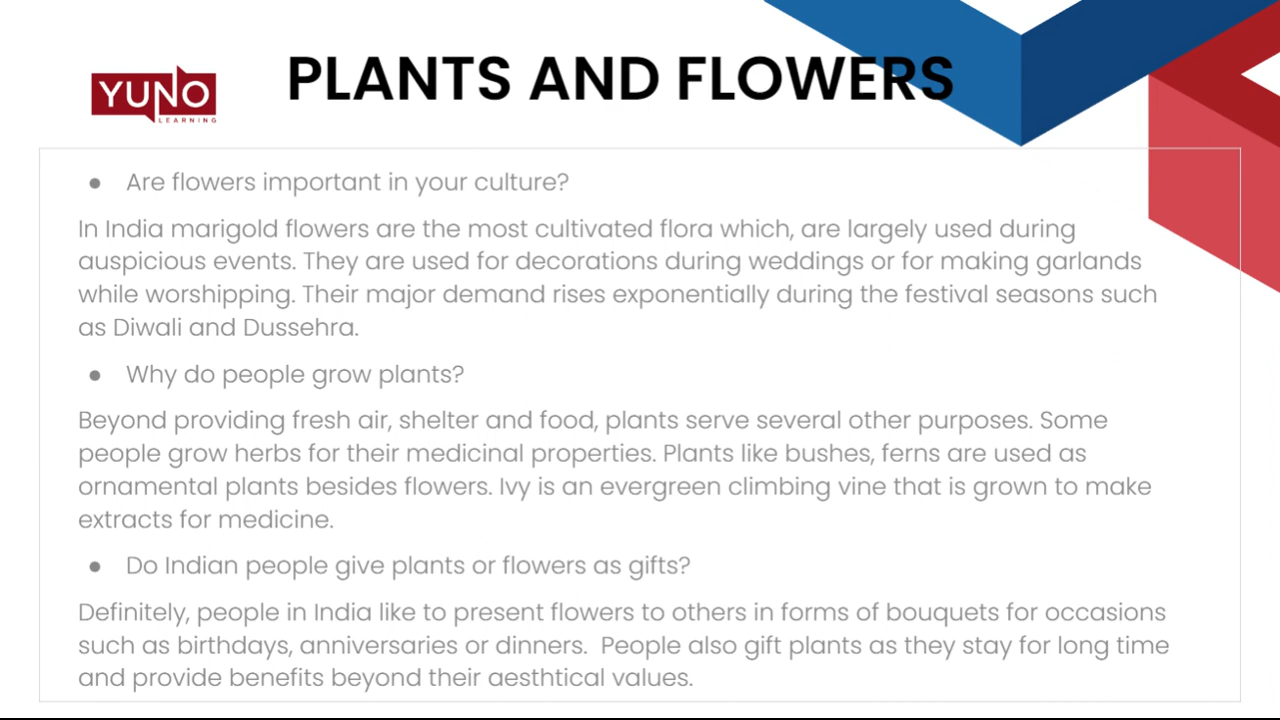 YUNO
LEARNING
PLANTS AND FLOWERS
● Are flowers important in your culture?
In India marigold flowers are the most cultivated flora which, are largely used during
auspicious events. They are used for decorations during weddings or for making garlands
while worshipping. Their major demand rises exponentially during the festival seasons such
as Diwali and Dussehra.
● Why do people grow plants?
Beyond providing fresh air, shelter and food, plants serve several other purposes. Some
people grow herbs for their medicinal properties. Plants like bushes, ferns are used as
ornamental plants besides flowers. Ivy is an evergreen climbing vine that is grown to make
extracts for medicine.
● Do Indian people give plants or flowers as gifts?
Definitely, people in India like to present flowers to others in forms of bouquets for occasions
such as birthdays, anniversaries or dinners.  People also gift plants as they stay for long time
and provide benefits beyond their aesthtical values.